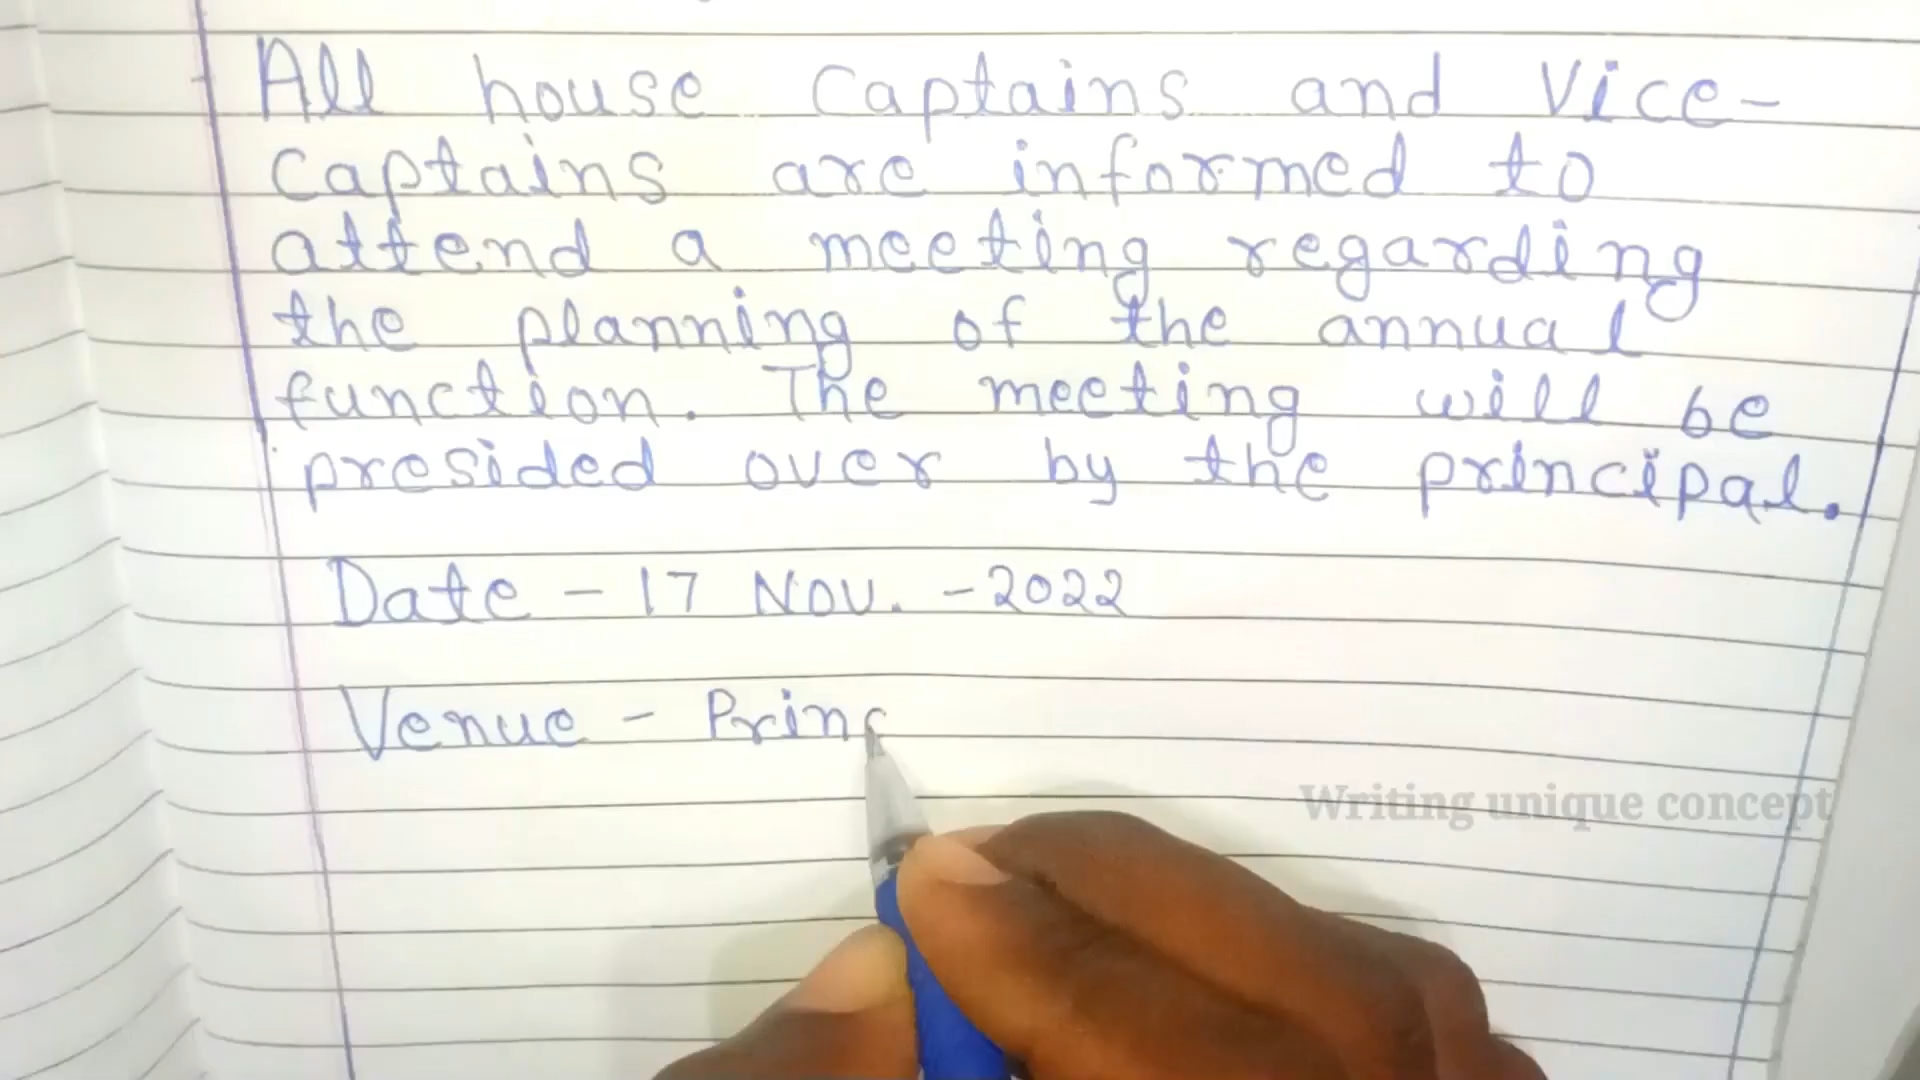 All house captains and Vice-
captains are informed to
attend a meeting regarding
the planning of the annual
function. The meeting will be
presided over by the principal.
Date - 17 Nov. - 2022
Venue - Princ
Writing unique concept